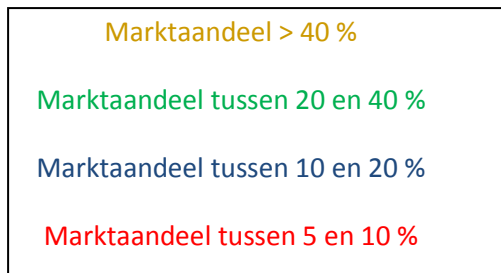 Marktaandeel > 40 %
Marktaandeel tussen 20 en 40 %
Marktaandeel tussen 10 en 20 %
Marktaandeel tussen 5 en 10 %